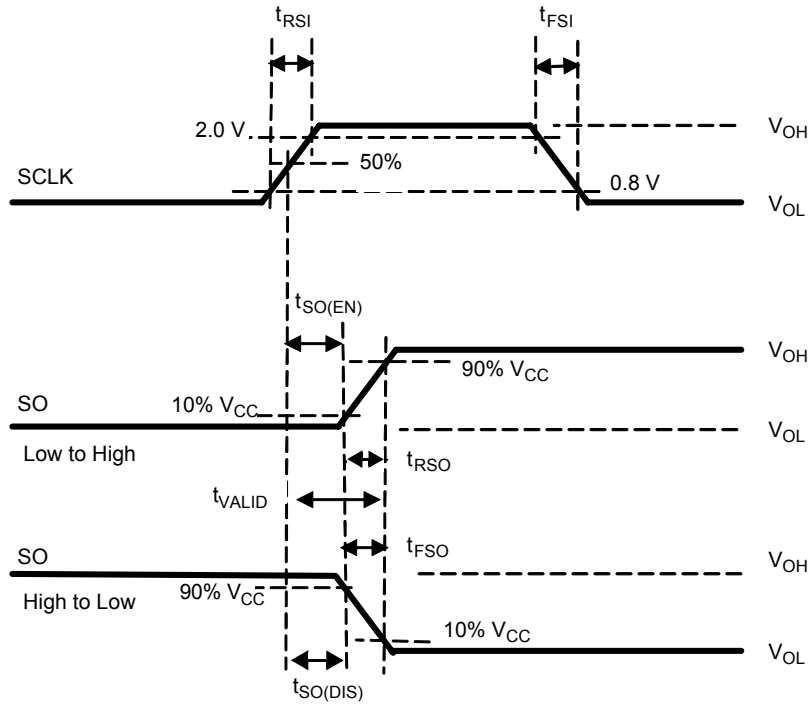 tRSI
tFSI
2.0 V
VOH
50%
SCLK
0.8 V
VOL
tSO(EN)
VOH
90% VCC
SO
10% VCC
VOL
Low to High
tRSO
tVALID
tFSO
SO
VOH
90% VCC
High to Low
10% VCC
VOL
tSO(DIS)